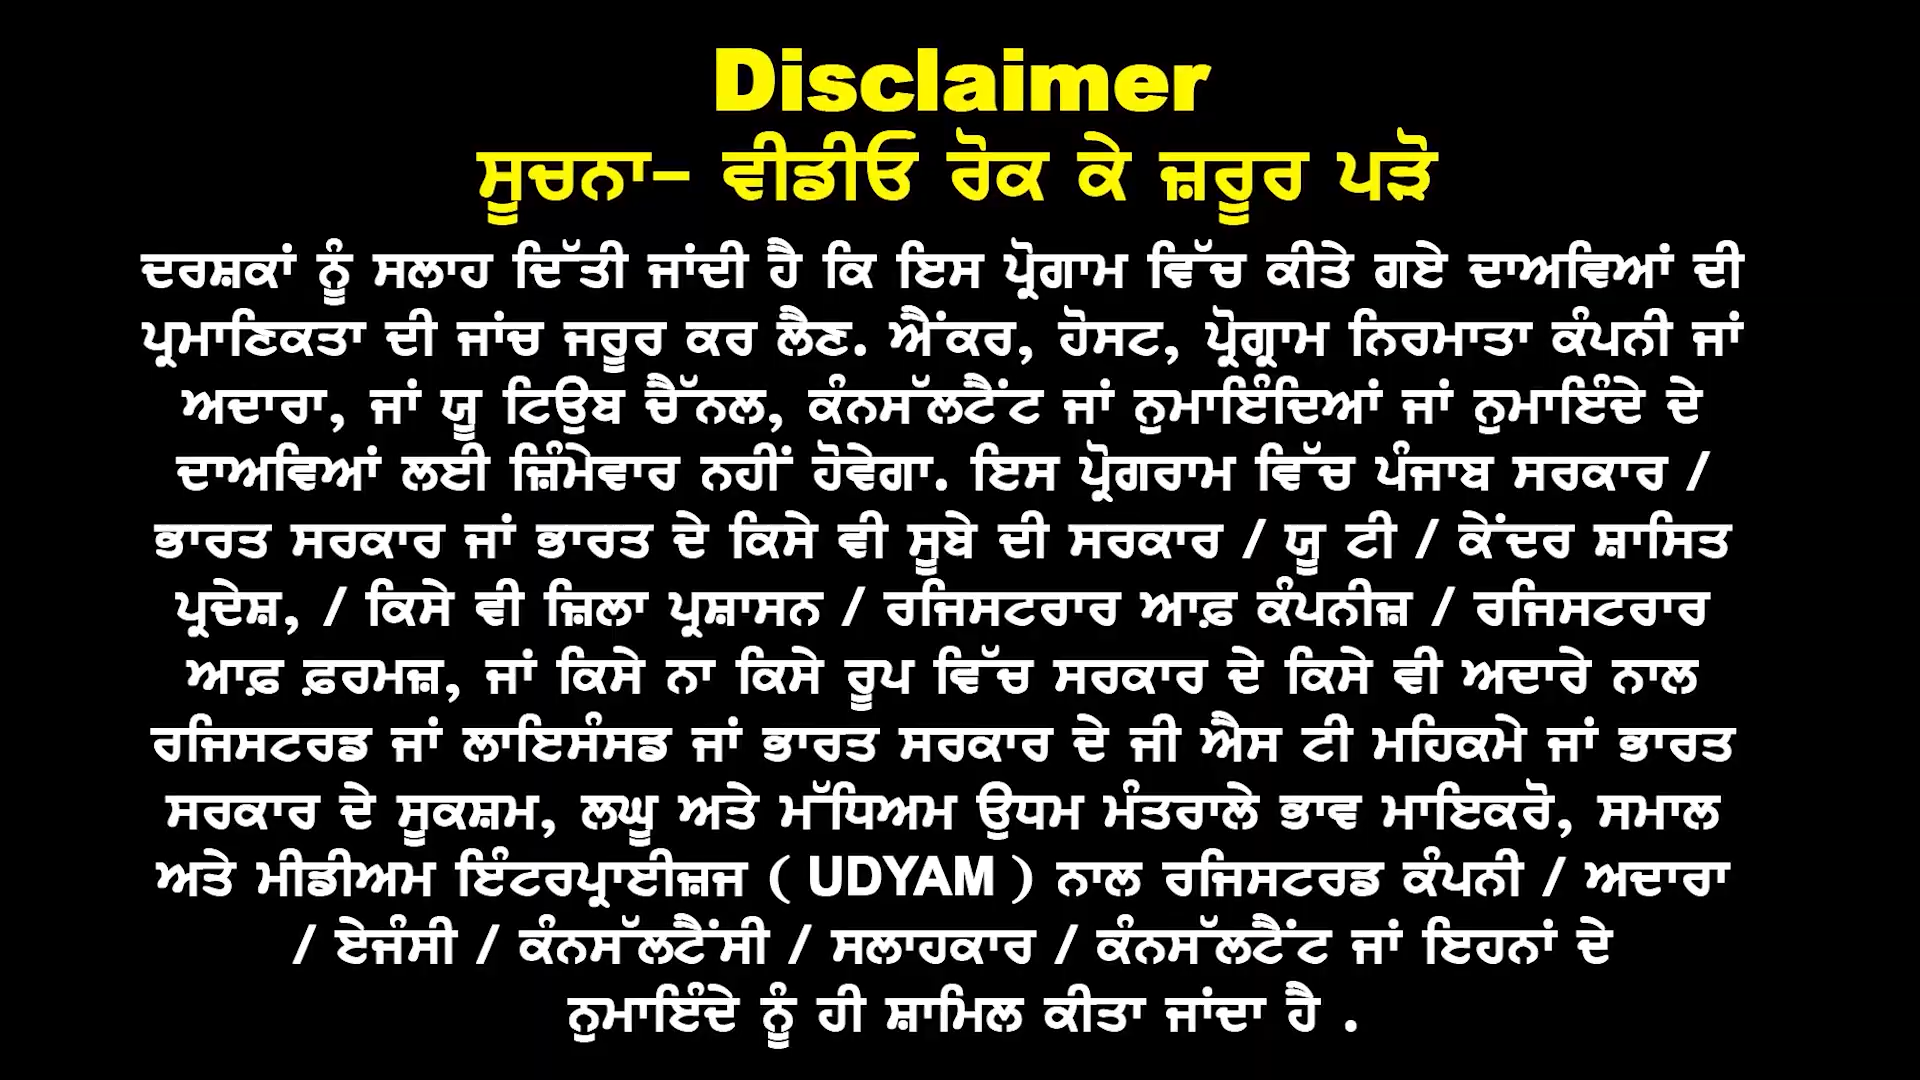 Disclaimer
ਸੂਚਨਾ- ਵੀਡੀਓ ਰੋਕ ਕੇ ਜ਼ਰੂਰ ਪੜੋ
ਦਰਸ਼ਕਾਂ ਨੂੰ ਸਲਾਹ ਦਿੱਤੀ ਜਾਂਦੀ ਹੈ ਕਿ ਇਸ ਪ੍ਰੋਗਾਮ ਵਿੱਚ ਕੀਤੇ ਗਏ ਦਾਅਵਿਆਂ ਦੀ
ਪ੍ਰਮਾਣਿਕਤਾ ਦੀ ਜਾਂਚ ਜਰੂਰ ਕਰ ਲੈਣ. ਐਂਕਰ, ਹੋਸਟ, ਪ੍ਰੋਗ੍ਰਾਮ ਨਿਰਮਾਤਾ ਕੰਪਨੀ ਜਾਂ
ਅਦਾਰਾ, ਜਾਂ ਯੂ ਟਿਊਬ ਚੈੱਨਲ, ਕੰਨਸੱਲਟੈਂਟ ਜਾਂ ਨੁਮਾਇੰਦਿਆਂ ਜਾਂ ਨੁਮਾਇੰਦੇ ਦੇ
ਦਾਅਵਿਆਂ ਲਈ ਜ਼ਿੰਮੇਵਾਰ ਨਹੀਂ ਹੋਵੇਗਾ. ਇਸ ਪ੍ਰੋਗਰਾਮ ਵਿੱਚ ਪੰਜਾਬ ਸਰਕਾਰ /
ਭਾਰਤ ਸਰਕਾਰ ਜਾਂ ਭਾਰਤ ਦੇ ਕਿਸੇ ਵੀ ਸੂਬੇ ਦੀ ਸਰਕਾਰ / ਯੂ ਟੀ / ਕੇਂਦਰ ਸ਼ਾਸਿਤ
ਪ੍ਰਦੇਸ਼, / ਕਿਸੇ ਵੀ ਜ਼ਿਲਾ ਪ੍ਰਸ਼ਾਸਨ / ਰਜਿਸਟਰਾਰ ਆਫ਼ ਕੰਪਨੀਜ਼ / ਰਜਿਸਟਰਾਰ
ਆਫ਼ ਫ਼ਰਮਜ਼, ਜਾਂ ਕਿਸੇ ਨਾ ਕਿਸੇ ਰੂਪ ਵਿੱਚ ਸਰਕਾਰ ਦੇ ਕਿਸੇ ਵੀ ਅਦਾਰੇ ਨਾਲ
ਰਜਿਸਟਰਡ ਜਾਂ ਲਾਇਸੰਸਡ ਜਾਂ ਭਾਰਤ ਸਰਕਾਰ ਦੇ ਜੀ ਐਸ ਟੀ ਮਹਿਕਮੇ ਜਾਂ ਭਾਰਤ
ਸਰਕਾਰ ਦੇ ਸੂਕਸ਼ਮ, ਲਘੂ ਅਤੇ ਮੱਧਿਅਮ ਉਧਮ ਮੰਤਰਾਲੇ ਭਾਵ ਮਾਇਕਰੋ, ਸਮਾਲ
ਅਤੇ ਮੀਡੀਅਮ ਇੰਟਰਪ੍ਰਾਈਜ਼ਜ ( UDYAM ) ਨਾਲ ਰਜਿਸਟਰਡ ਕੰਪਨੀ / ਅਦਾਰਾ
/ ਏਜੰਸੀ / ਕੰਨਸੱਲਟੈਂਸੀ / ਸਲਾਹਕਾਰ / ਕੰਨਸੱਲਟੈਂਟ ਜਾਂ ਇਹਨਾਂ ਦੇ
ਨੁਮਾਇੰਦੇ ਨੂੰ ਹੀ ਸ਼ਾਮਿਲ ਕੀਤਾ ਜਾਂਦਾ ਹੈ .